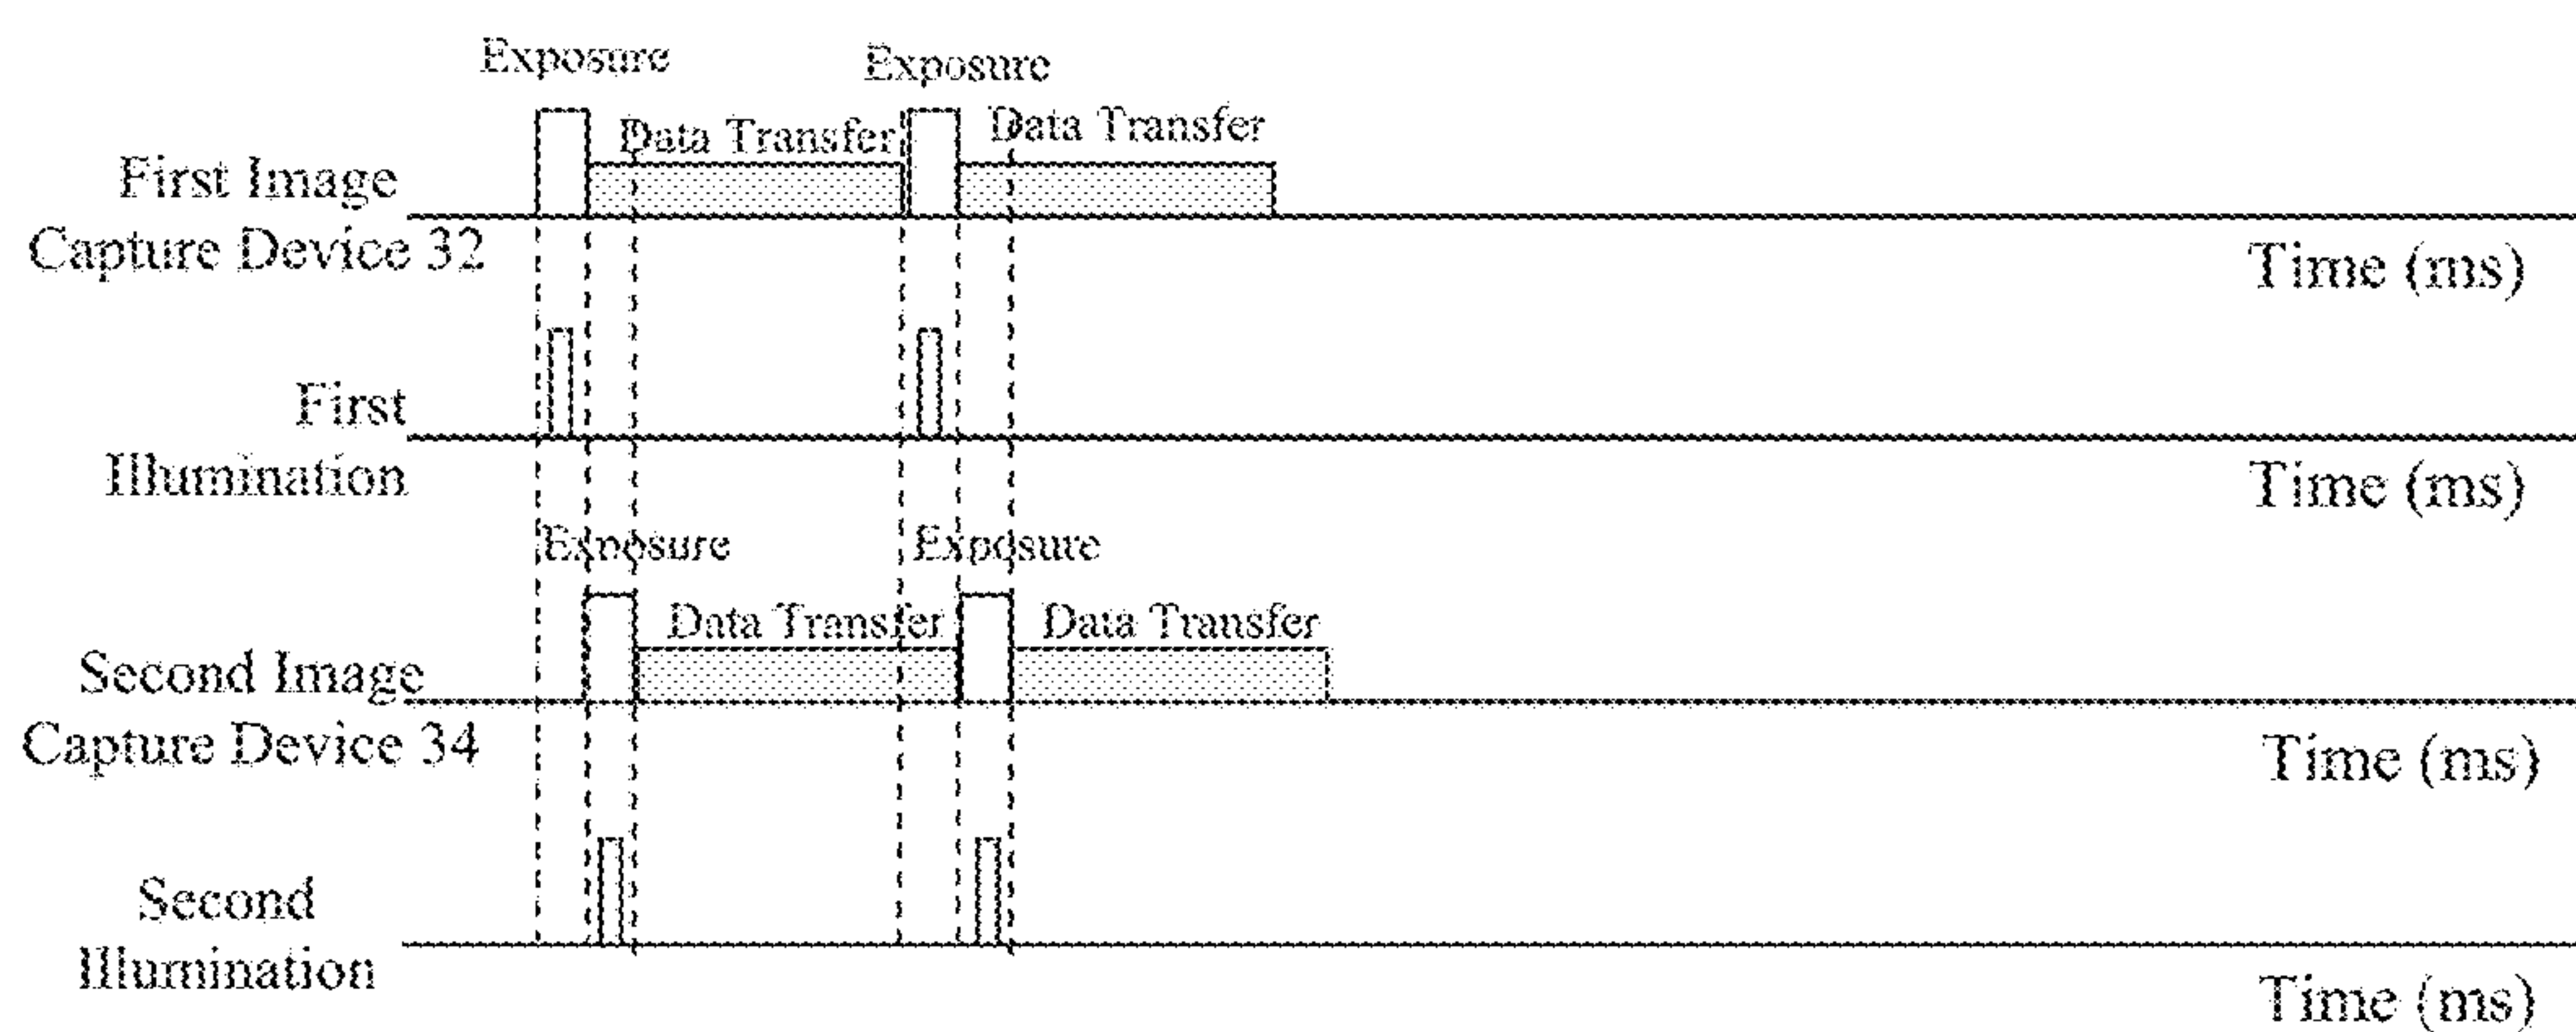 Exposure Exposure
Data Transfer Data Transfer
First Image
Capture Device 32
Time (ms)
First
Illumination
Time (ms)
Exposure Exposure
Data Transfer Data Transfer
Second Image
Capture Device 34
Time (ms)
Second
Illumination
Time (ms)